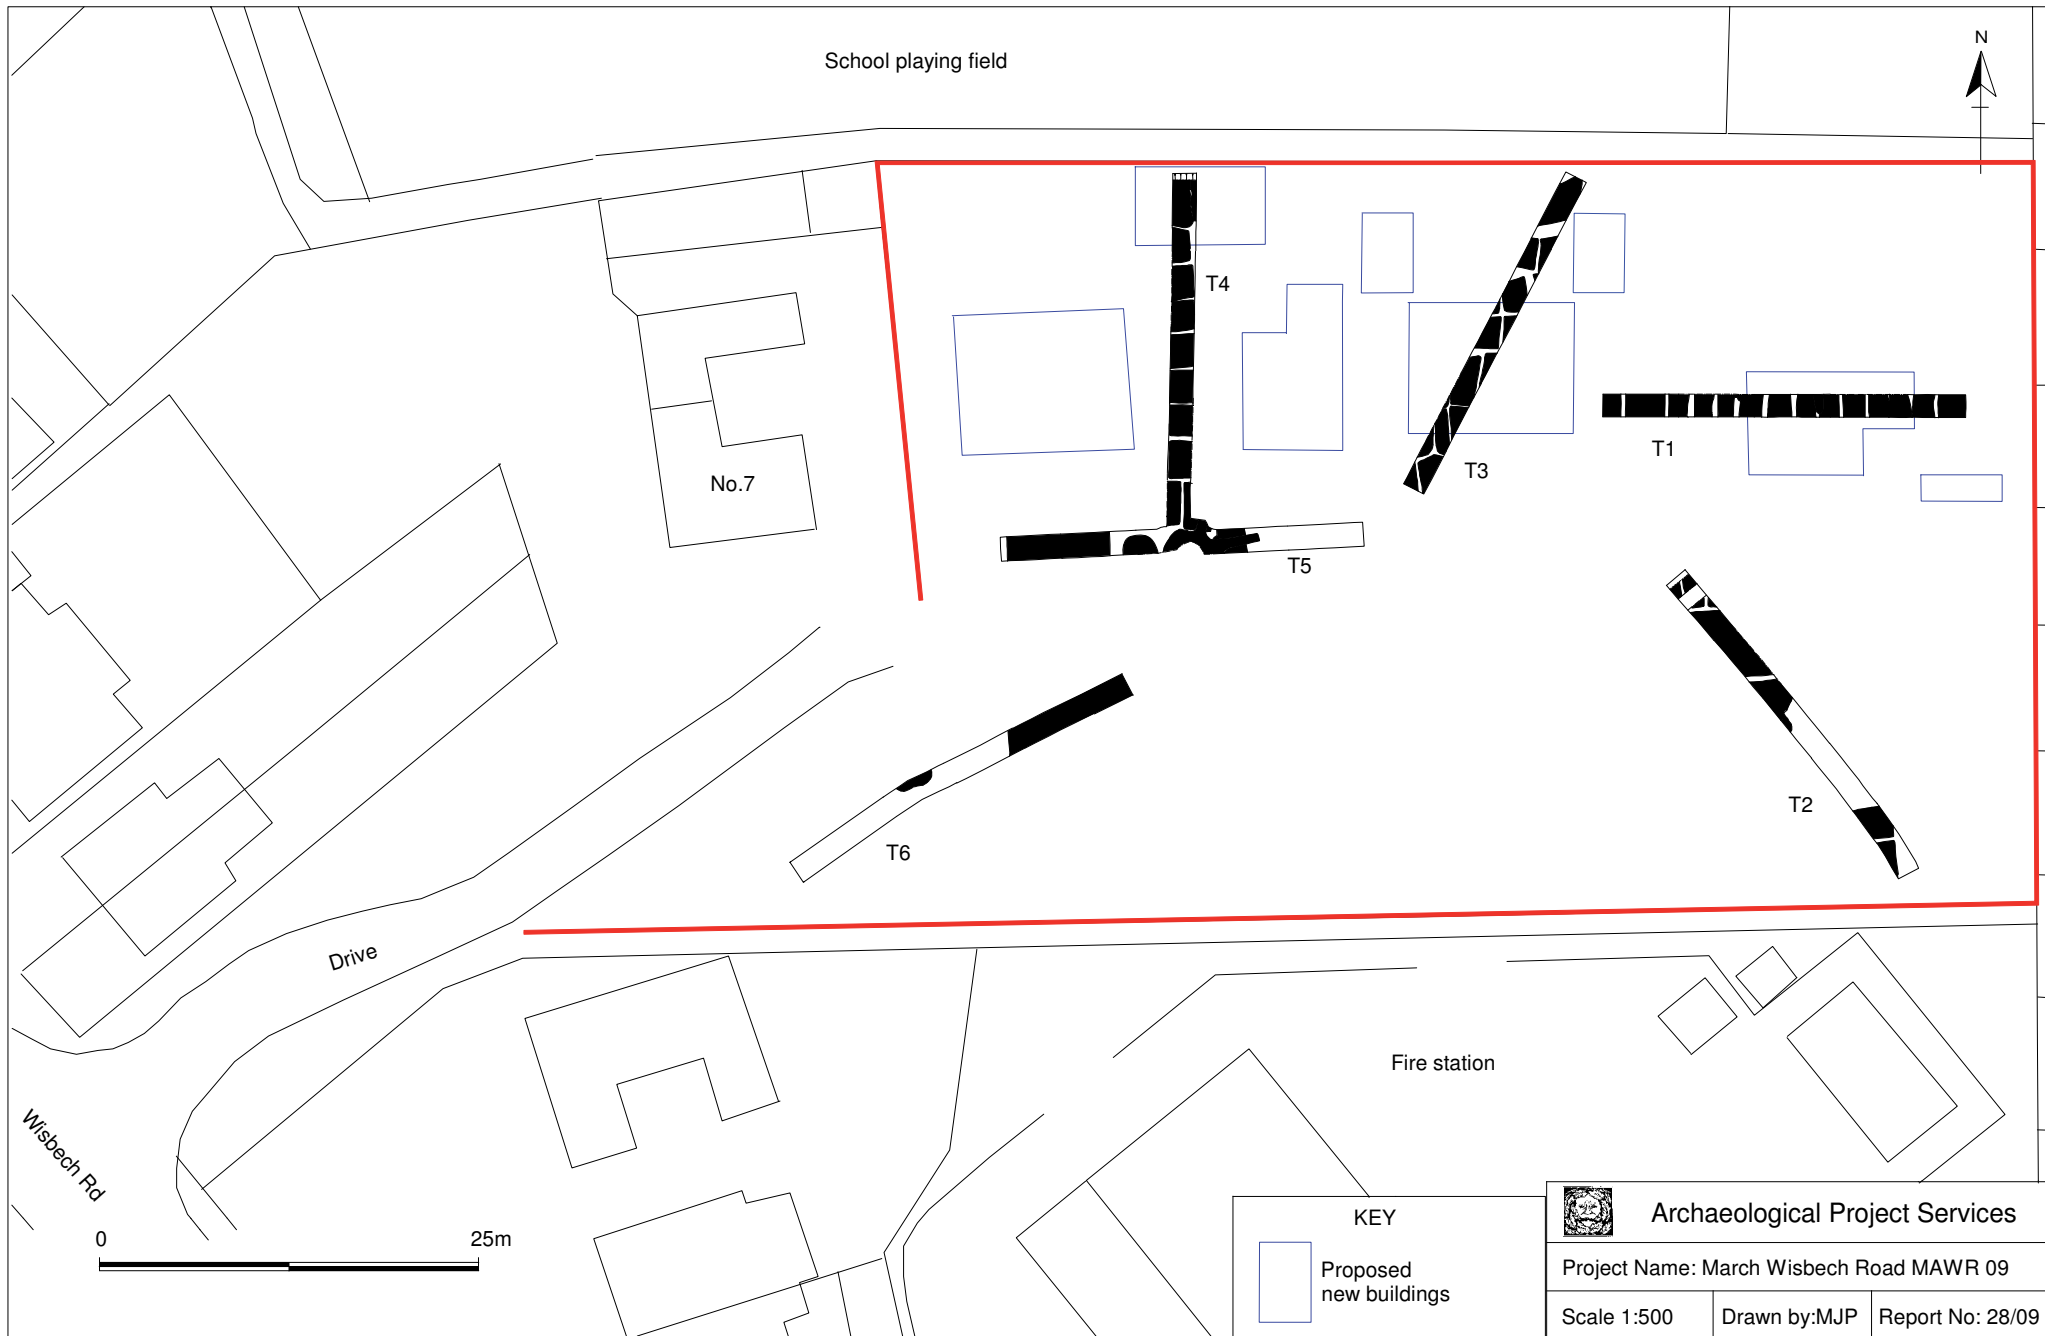 School playing field
N
T4
T3
T1
No.7
T5
T2
T6
Drive
Fire station
Wisbech Rd
0 25m
KEY
Proposed
new buildings
Archaeological Project Services
Project Name: March Wisbech Road MAWR 09
Scale 1:500
Drawn by:MJP
Report No: 28/09